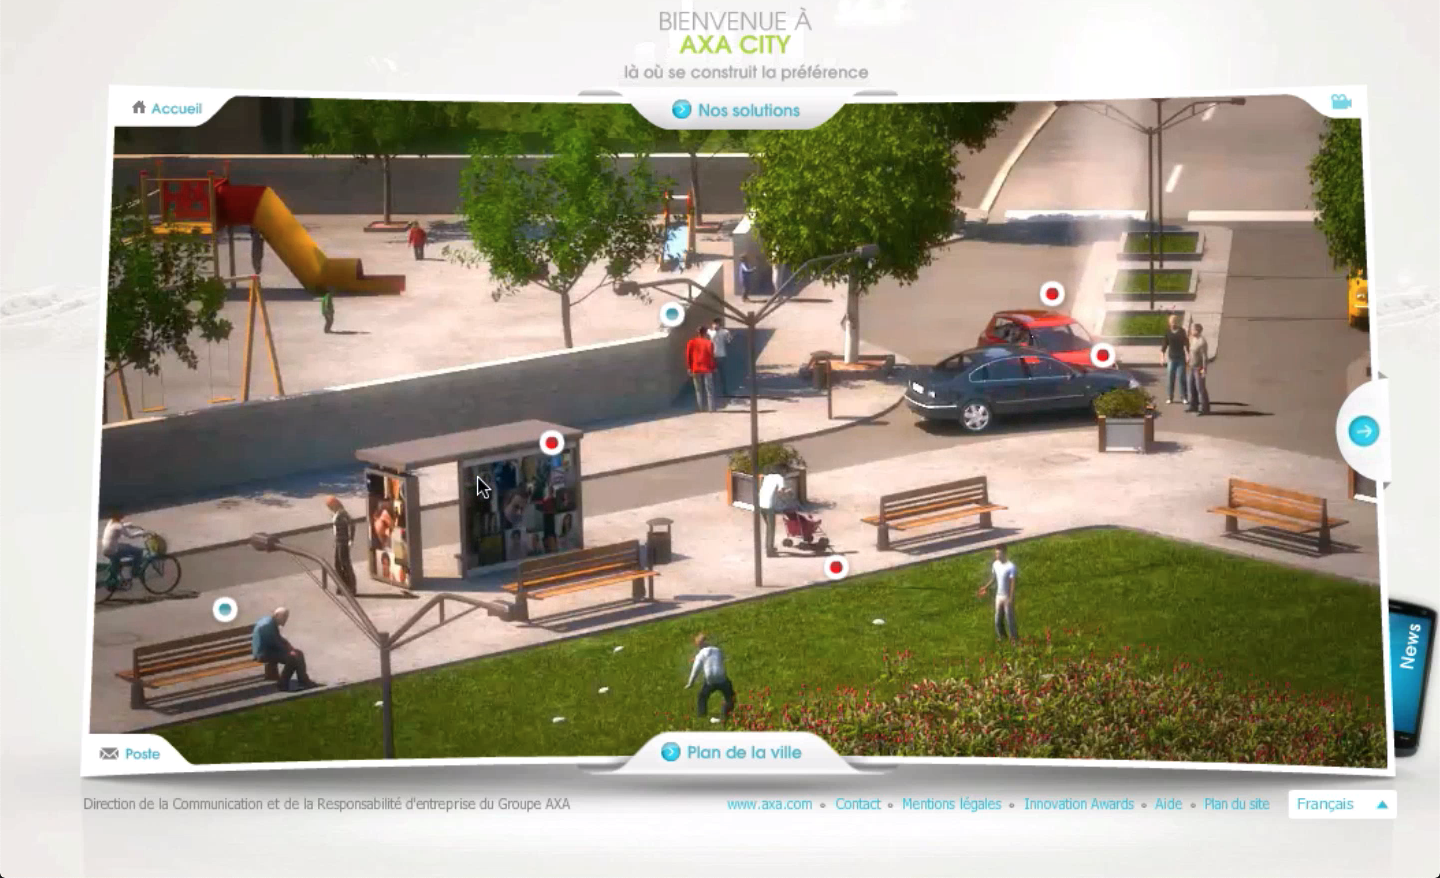 BIENVENUE À
AXA CITY
là où se construit la préférence
Accueil
Nos solutions
News
Poste
Plan de la ville
Direction de la Communication et de la Responsabilité d'entreprise du Groupe AXA
www.axa.com • Contact • Mentions légales • Innovation Awards • Aide • Plan du site
Français